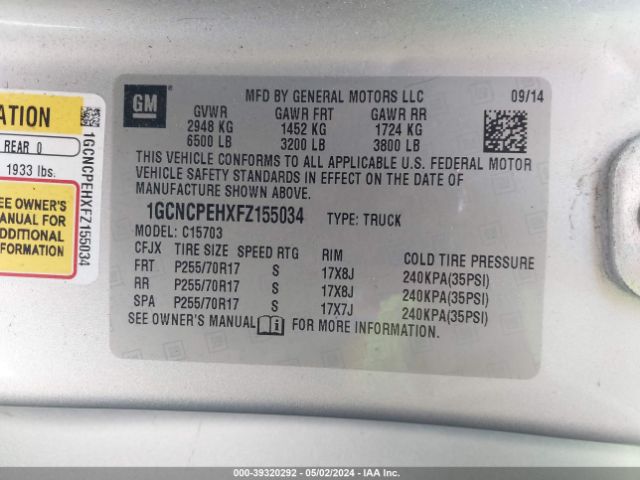 GM
MFD BY GENERAL MOTORS LLC 09/14
GVWR GAWR FRT GAWR RR
2948 KG 1452 KG 1724 KG
6500 LB 3200 LB 3800 LB
THIS VEHICLE CONFORMS TO ALL APPLICABLE U.S. FEDERAL MOTOR
VEHICLE SAFETY STANDARDS IN EFFECT ON THE DATE OF
MANUFACTURE SHOWN ABOVE.
1GCNCPEHXFZ155034 TYPE: TRUCK
MODEL: C15703
CFJX TIRE SIZE SPEED RTG RIM COLD TIRE PRESSURE
FRT P255/70R17 S 17X8J 240KPA(35PSI)
RR P255/70R17 S 17X8J 240KPA(35PSI)
SPA P255/70R17 S 17X7J 240KPA(35PSI)
SEE OWNER'S MANUAL i FOR MORE INFORMATION.
ATION
REAR 0
1933 lbs.
SEE OWNER'S
MANUAL FOR
ADDITIONAL
INFORMATION
1GCNCPEHXFZ155034
000-39320292 - 05/02/2024 - IAA Inc.